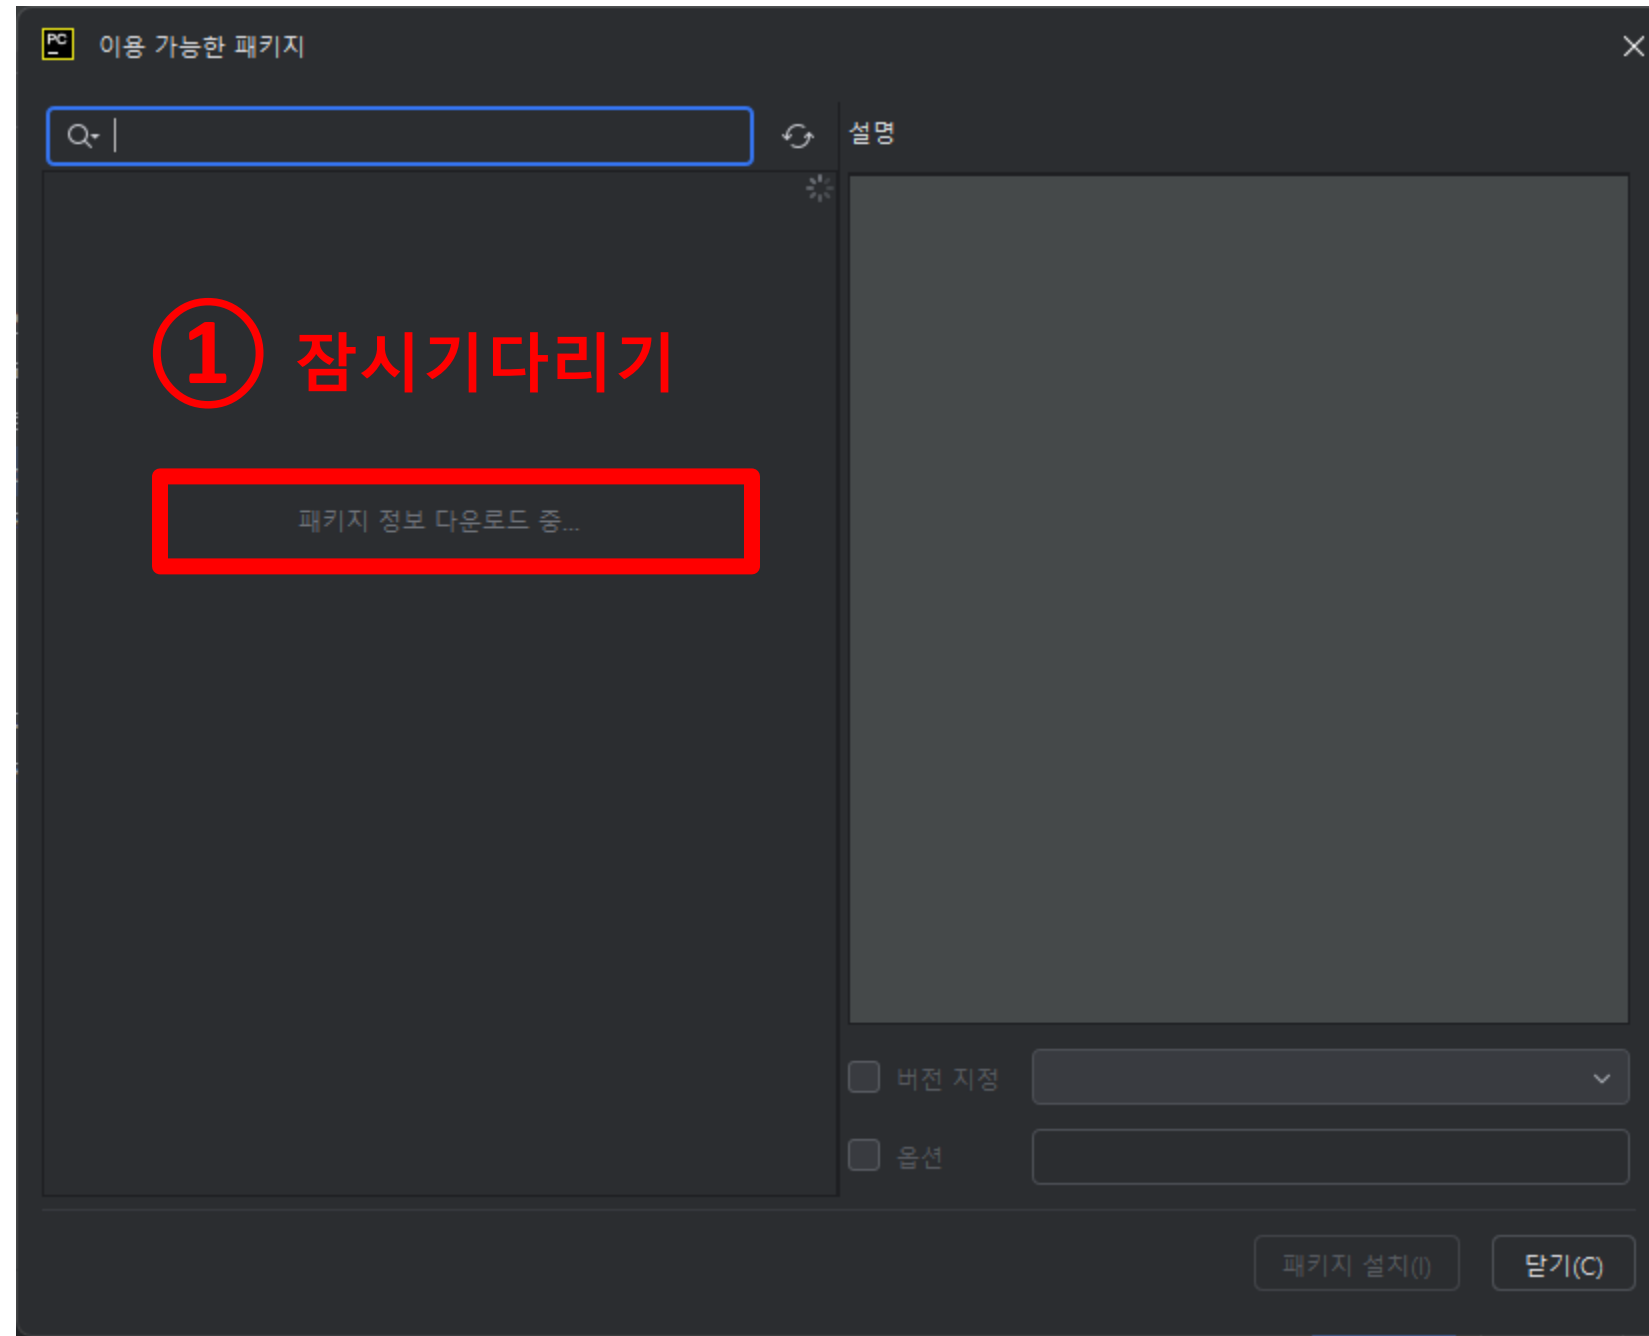 PC 이용 가능한 패키지
설명
① 잠시기다리기
패키지 정보 다운로드 중...
버전 지정
옵션
패키지 설치(I) 닫기(C)